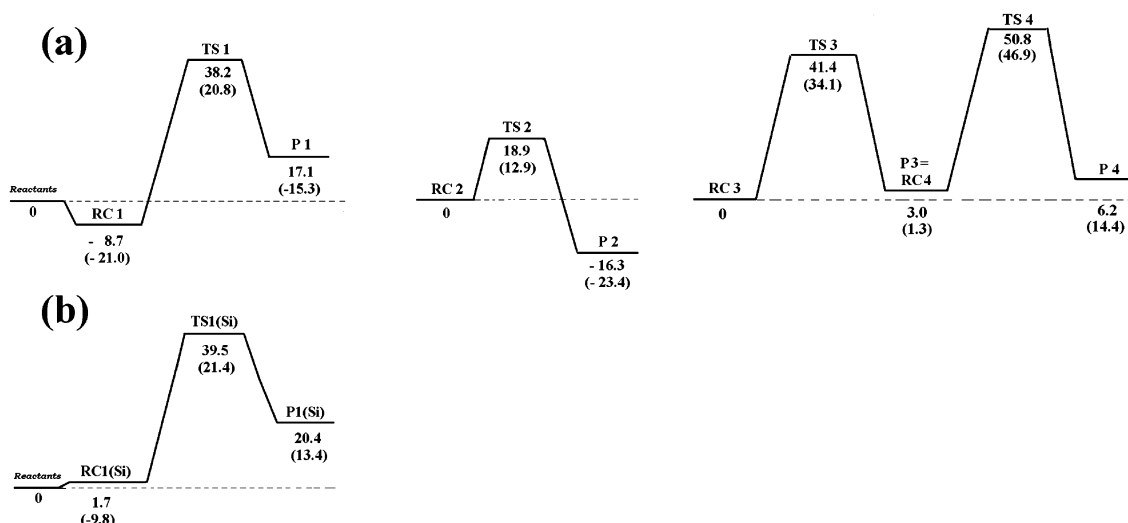 (a)
TS 1
38.2
(20.8)
P 1
17.1
(-15.3)
Reactants
0
RC 1
- 8.7
(- 21.0)
TS 2
18.9
(12.9)
RC 2
0
P 2
- 16.3
(- 23.4)
TS 3
41.4
(34.1)
RC 3
0
P3=
RC4
3.0
(1.3)
TS 4
50.8
(46.9)
P 4
6.2
(14.4)
(b)
TS1(Si)
39.5
(21.4)
P1(Si)
20.4
(13.4)
Reactants
0
RC1(Si)
1.7
(-9.8)